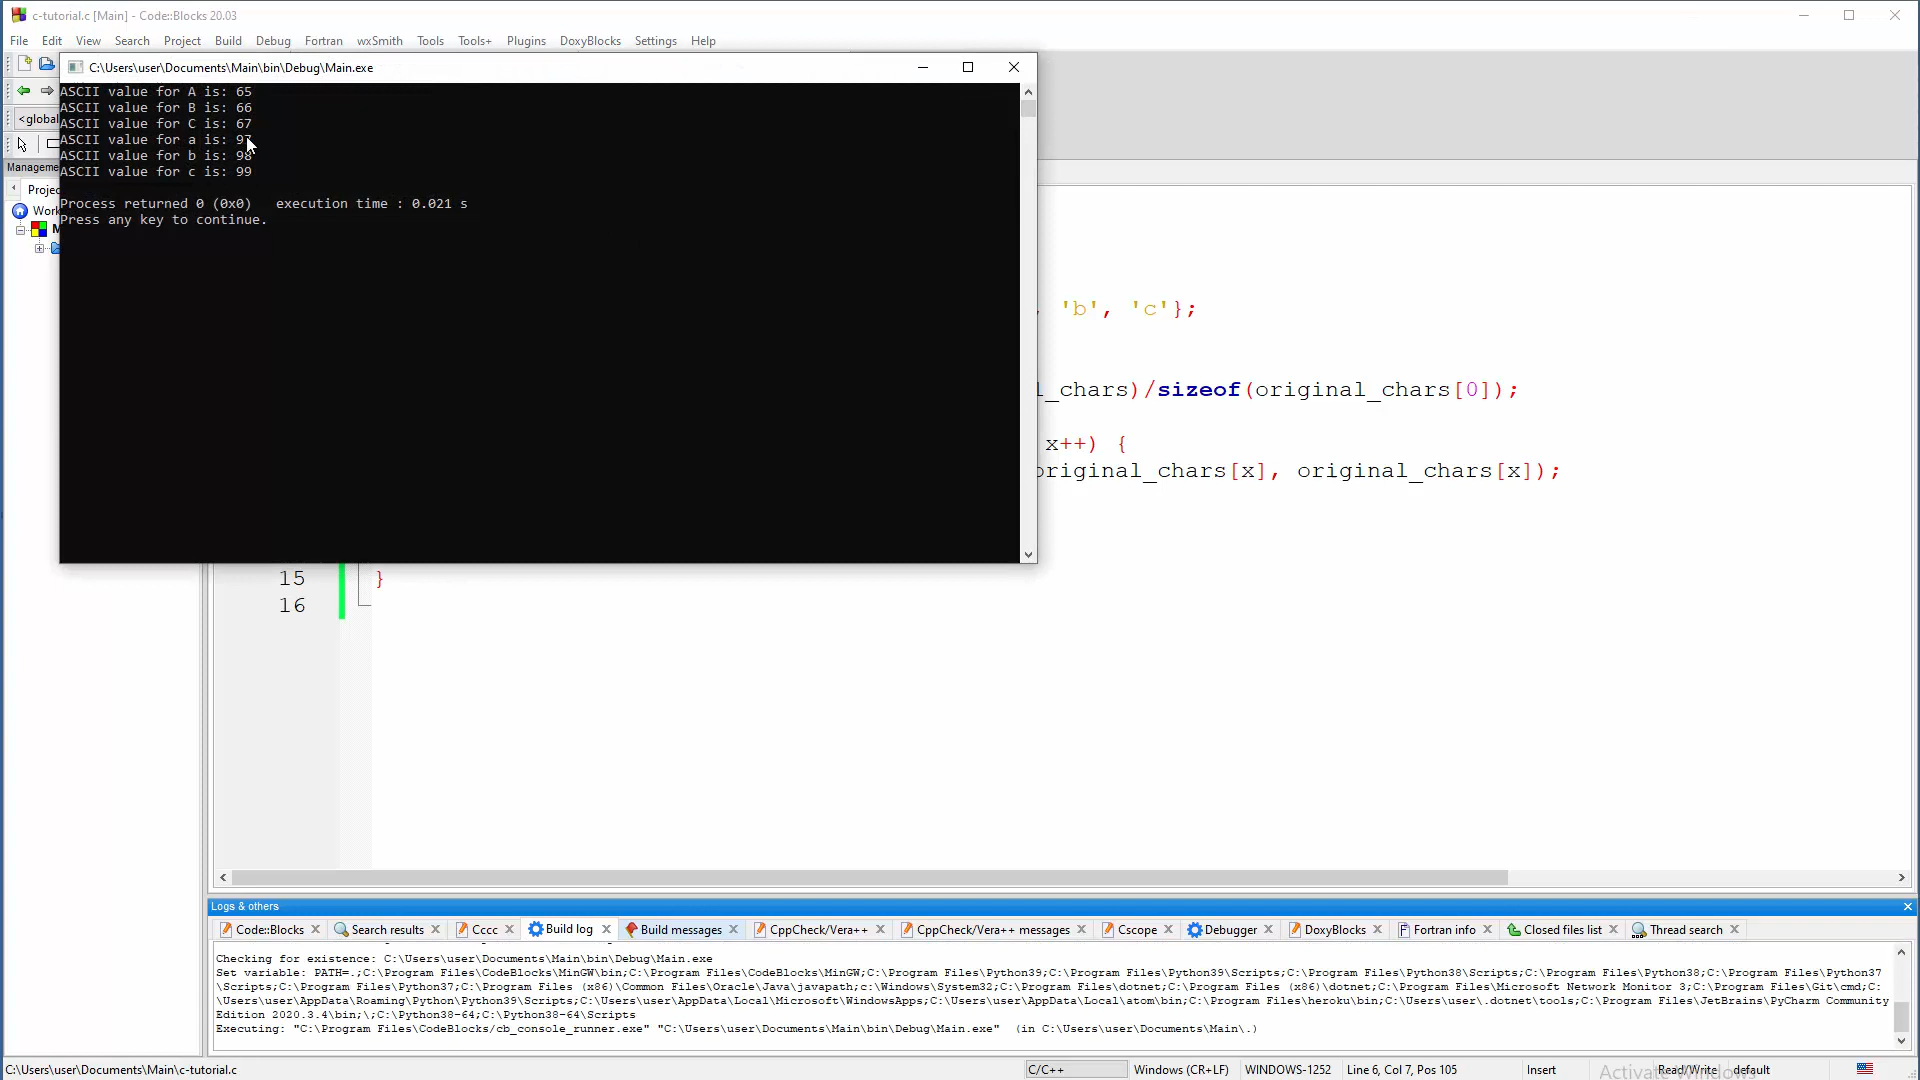 c-tutorial.c [Main] - Code::Blocks 20.03
File Edit View Search Project Build Debug Fortran wxSmith Tools Tools+ Plugins DoxyBlocks Settings Help
C:\Users\user\Documents\Main\bin\Debug\Main.exe
ASCII value for A is: 65
ASCII value for B is: 66
<global
ASCII value for C is: 67
ASCII value for a is: 97
ASCII value for b is: 98
ASCII value for c is: 99
Manageme
Projec
Process returned 0 (0x0)   execution time : 0.021 s
Work
Press any key to continue.
M
, 'b', 'c'};
l_chars)/sizeof(original_chars[0]);
x++) {
original_chars[x], original_chars[x]);
15 }
16
Logs & others
Code::Blocks Search results Cccc Build log Build messages CppCheck/Vera++ CppCheck/Vera++ messages Cscope Debugger DoxyBlocks Fortran info Closed files list Thread search
Checking for existence: C:\Users\user\Documents\Main\bin\Debug\Main.exe
Set variable: PATH=.;C:\Program Files\CodeBlocks\MinGW\bin;C:\Program Files\CodeBlocks\MinGW;C:\Program Files\Python39;C:\Program Files\Python39\Scripts;C:\Program Files\Python38\Scripts;C:\Program Files\Python38;C:\Program Files\Python37
\Scripts;C:\Program Files\Python37;C:\Program Files (x86)\Common Files\Oracle\Java\javapath;c:\Windows\System32;C:\Program Files\dotnet;C:\Program Files (x86)\dotnet;C:\Program Files\Microsoft Network Monitor 3;C:\Program Files\Git\cmd;C:
\Users\user\AppData\Roaming\Python\Python39\Scripts;C:\Users\user\AppData\Local\Microsoft\WindowsApps;C:\Users\user\AppData\Local\atom\bin;C:\Program Files\heroku\bin;C:\Users\user\.dotnet\tools;C:\Program Files\JetBrains\PyCharm Community
Edition 2020.3.4\bin;\;C:\Python38-64;C:\Python38-64\Scripts
Executing: "C:\Program Files\CodeBlocks/cb_console_runner.exe" "C:\Users\user\Documents\Main\bin\Debug\Main.exe"  (in C:\Users\user\Documents\Main\.)
C:\Users\user\Documents\Main\c-tutorial.c C/C++ Windows (CR+LF) WINDOWS-1252 Line 6, Col 7, Pos 105 Insert Read/Write default
Activate Windows